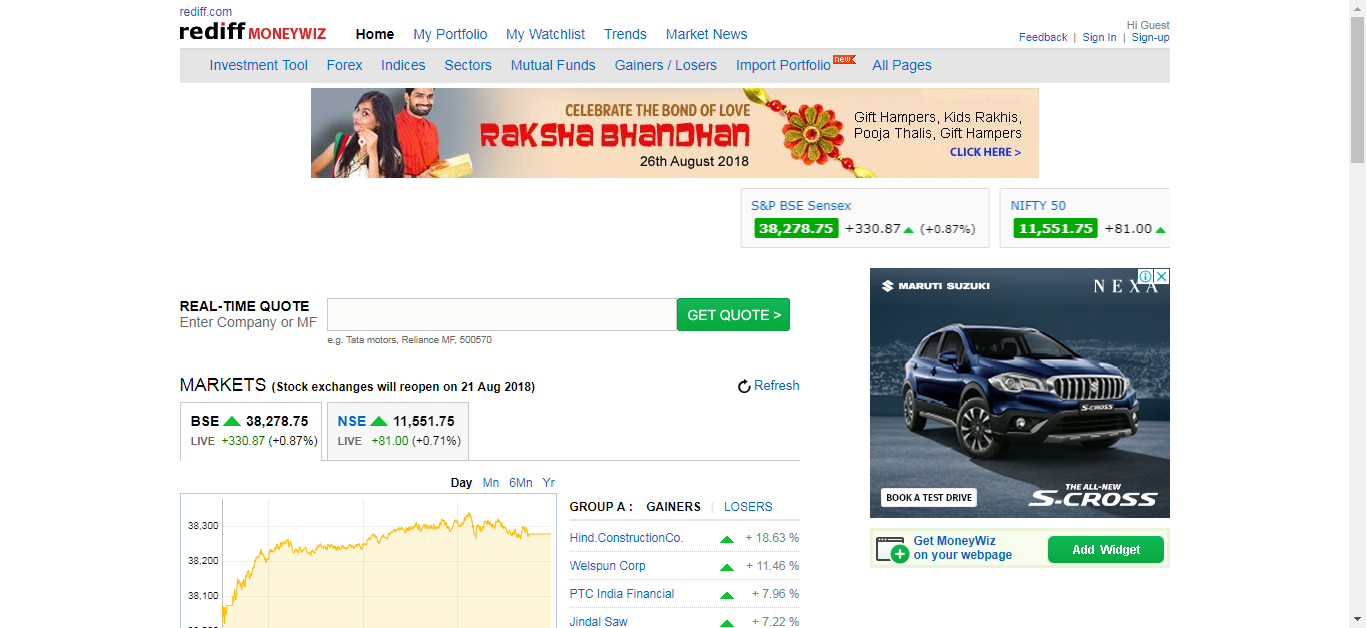 rediff.com
rediff MONEYWIZ
Home My Portfolio My Watchlist Trends Market News
Hi Guest
Feedback | Sign In | Sign-up
Investment Tool Forex Indices Sectors Mutual Funds Gainers / Losers Import Portfolio new All Pages
CELEBRATE THE BOND OF LOVE
RAKSHA BHANDHAN
26th August 2018
Gift Hampers, Kids Rakhis,
Pooja Thalis, Gift Hampers
CLICK HERE >
S&P BSE Sensex
38,278.75 +330.87 (+0.87%)
NIFTY 50
11,551.75 +81.00
REAL-TIME QUOTE
Enter Company or MF
GET QUOTE >
e.g. Tata motors, Reliance MF, 500570
MARKETS (Stock exchanges will reopen on 21 Aug 2018)
Refresh
BSE 38,278.75
LIVE +330.87 (+0.87%)
NSE 11,551.75
LIVE +81.00 (+0.71%)
Day Mn 6Mn Yr
38,300
38,200
38,100
GROUP A : GAINERS | LOSERS
Hind.ConstructionCo. + 18.63 %
Welspun Corp + 11.46 %
PTC India Financial + 7.96 %
Jindal Saw + 7.22 %
MARUTI SUZUKI
NEXA
S-CROSS
BOOK A TEST DRIVE
THE ALL-NEW
S-CROSS
Get MoneyWiz
on your webpage
Add Widget